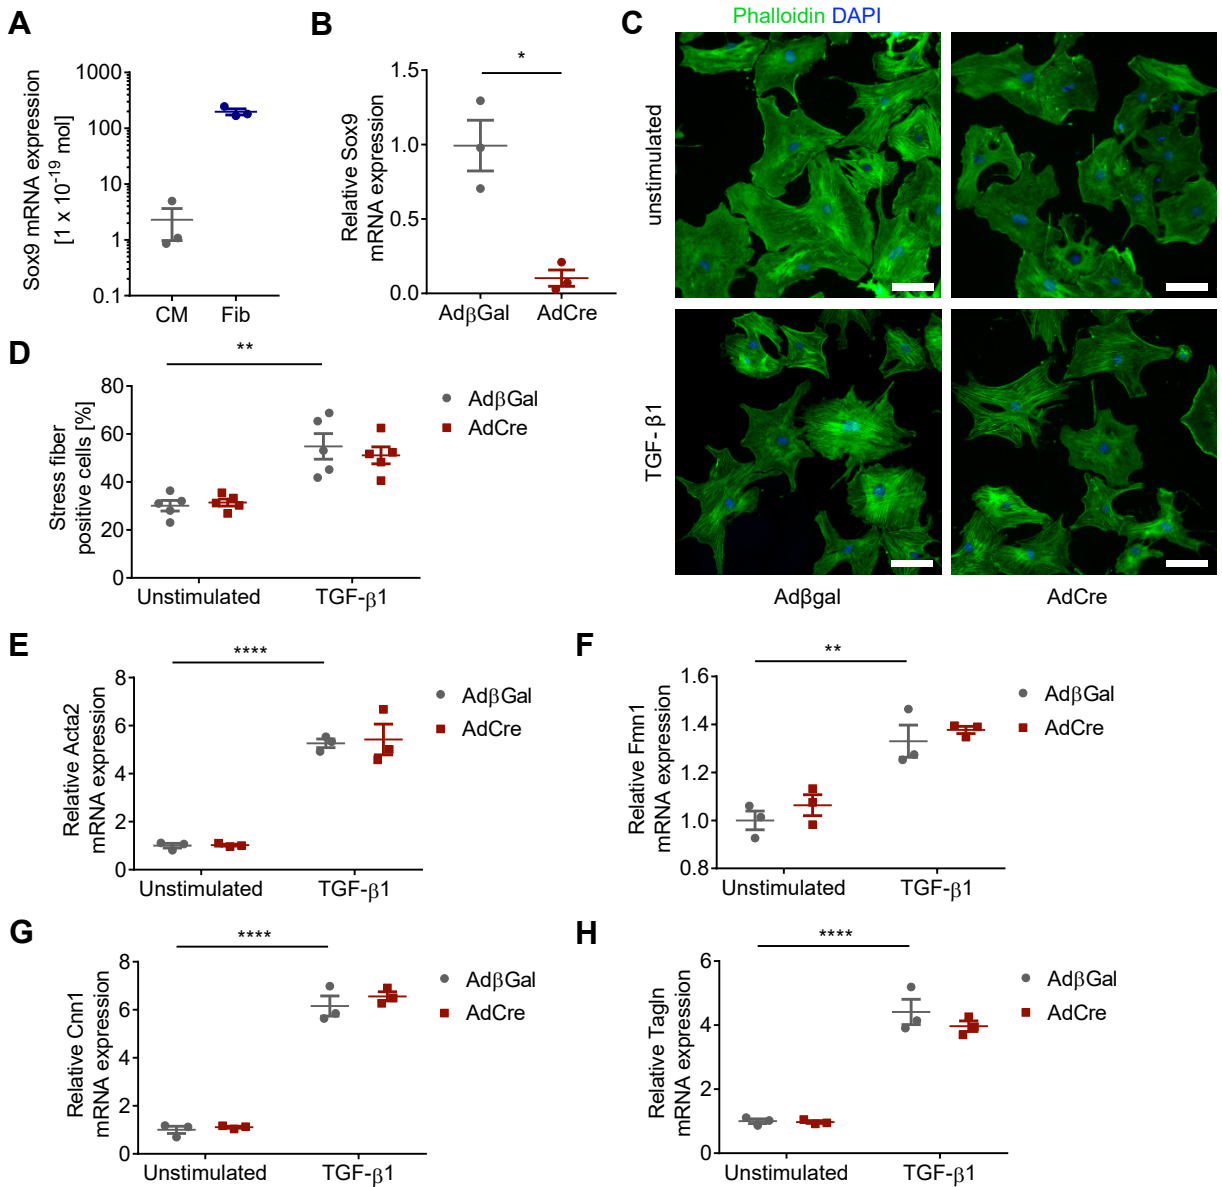 A
Sox9 mRNA expression
[1 x 10⁻¹⁹ mol]
1000
100
10
1
0.1
CM
Fib
B
Relative Sox9
mRNA expression
1.5
1.0
0.5
0.0
*
AdβGal
AdCre
C
Phalloidin DAPI
unstimulated
TGF- β1
Adβgal
AdCre
D
Stress fiber
positive cells [%]
80
60
40
20
0
**
Unstimulated
TGF-β1
AdβGal
AdCre
E
Relative Acta2
mRNA expression
8
6
4
2
0
****
Unstimulated
TGF-β1
AdβGal
AdCre
F
Relative Fmn1
mRNA expression
1.6
1.4
1.2
1.0
0.8
**
Unstimulated
TGF-β1
AdβGal
AdCre
G
Relative Cnn1
mRNA expression
8
6
4
2
0
****
Unstimulated
TGF-β1
AdβGal
AdCre
H
Relative Tagln
mRNA expression
6
4
2
0
****
Unstimulated
TGF-β1
AdβGal
AdCre